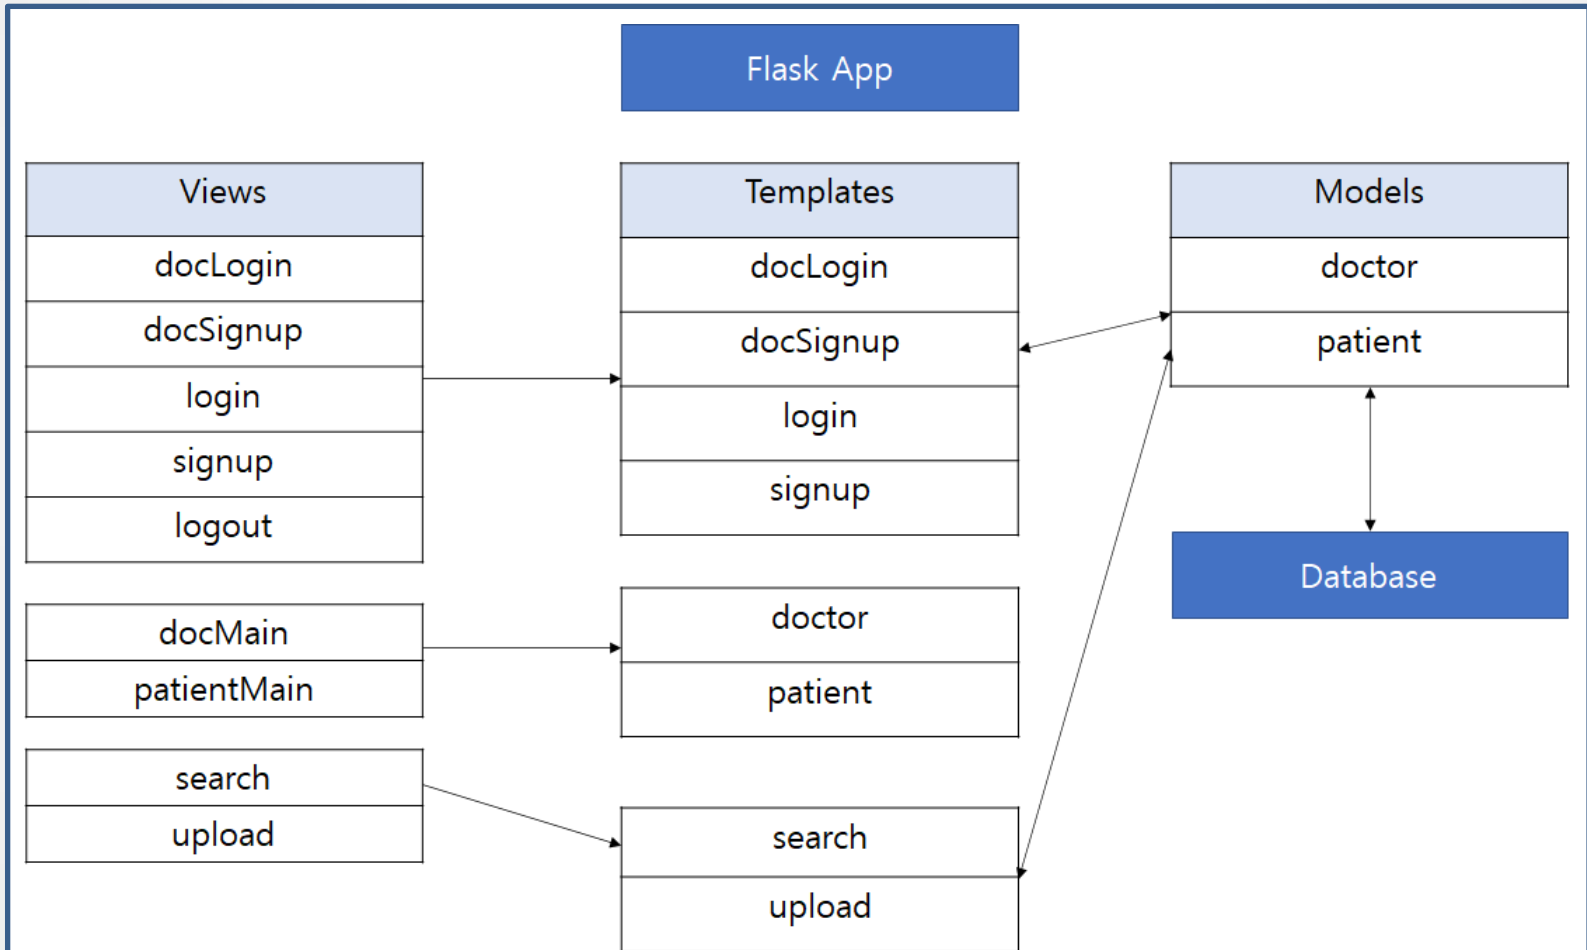 Flask App
Views
docLogin
docSignup
login
signup
logout
docMain
patientMain
search
upload
Templates
docLogin
docSignup
login
signup
doctor
patient
search
upload
Models
doctor
patient
Database